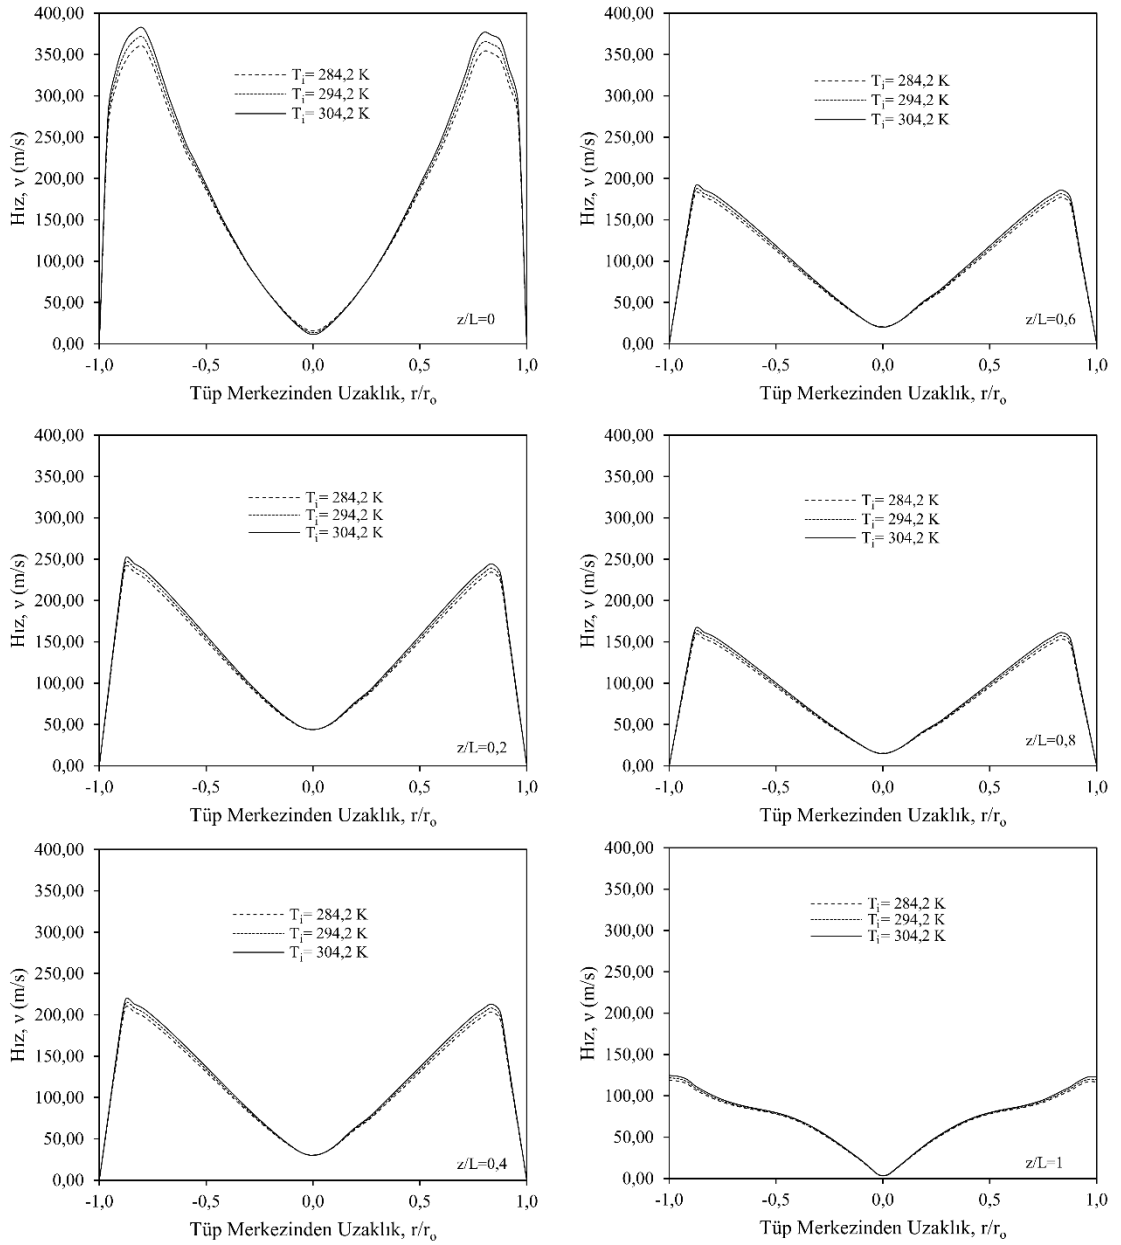 400,00
350,00
300,00
250,00
200,00
150,00
100,00
50,00
0,00
Hız, ν (m/s)
Tᵢ= 284,2 K
Tᵢ= 294,2 K
Tᵢ= 304,2 K
z/L=0
-1,0 -0,5 0,0 0,5 1,0
Tüp Merkezinden Uzaklık, r/rₒ
400,00
350,00
300,00
250,00
200,00
150,00
100,00
50,00
0,00
Hız, ν (m/s)
Tᵢ= 284,2 K
Tᵢ= 294,2 K
Tᵢ= 304,2 K
z/L=0,6
-1,0 -0,5 0,0 0,5 1,0
Tüp Merkezinden Uzaklık, r/rₒ
400,00
350,00
300,00
250,00
200,00
150,00
100,00
50,00
0,00
Hız, ν (m/s)
Tᵢ= 284,2 K
Tᵢ= 294,2 K
Tᵢ= 304,2 K
z/L=0,2
-1,0 -0,5 0,0 0,5 1,0
Tüp Merkezinden Uzaklık, r/rₒ
400,00
350,00
300,00
250,00
200,00
150,00
100,00
50,00
0,00
Hız, ν (m/s)
Tᵢ= 284,2 K
Tᵢ= 294,2 K
Tᵢ= 304,2 K
z/L=0,8
-1,0 -0,5 0,0 0,5 1,0
Tüp Merkezinden Uzaklık, r/rₒ
400,00
350,00
300,00
250,00
200,00
150,00
100,00
50,00
0,00
Hız, ν (m/s)
Tᵢ= 284,2 K
Tᵢ= 294,2 K
Tᵢ= 304,2 K
z/L=0,4
-1,0 -0,5 0,0 0,5 1,0
Tüp Merkezinden Uzaklık, r/rₒ
400,00
350,00
300,00
250,00
200,00
150,00
100,00
50,00
0,00
Hız, ν (m/s)
Tᵢ= 284,2 K
Tᵢ= 294,2 K
Tᵢ= 304,2 K
z/L=1
-1,0 -0,5 0,0 0,5 1,0
Tüp Merkezinden Uzaklık, r/rₒ